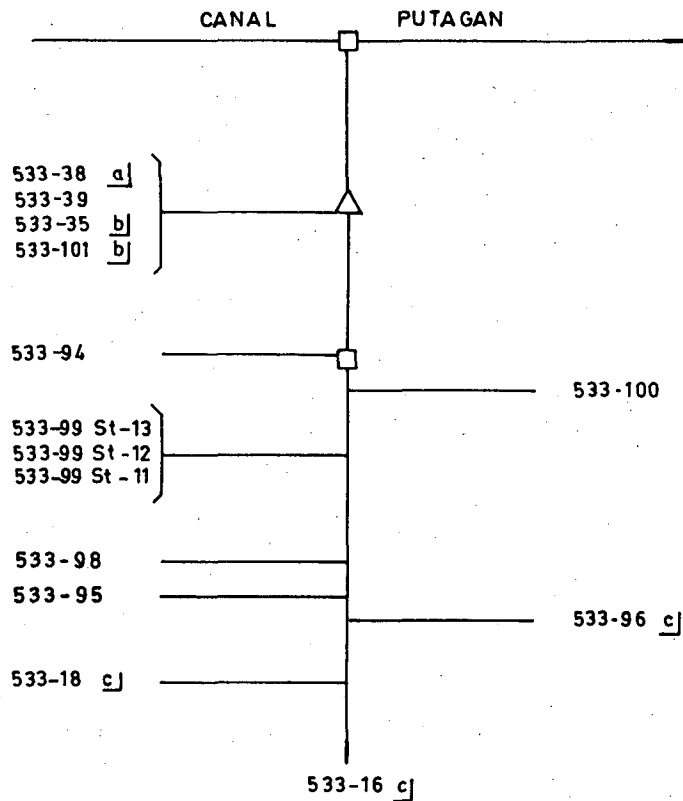 CANAL PUTAGAN
533-38 a
533-39
533-35 b
533-101 b
533-94
533-100
533-99 St-13
533-99 St-12
533-99 St-11
533-98
533-95
533-96 c
533-18 c
533-16 c